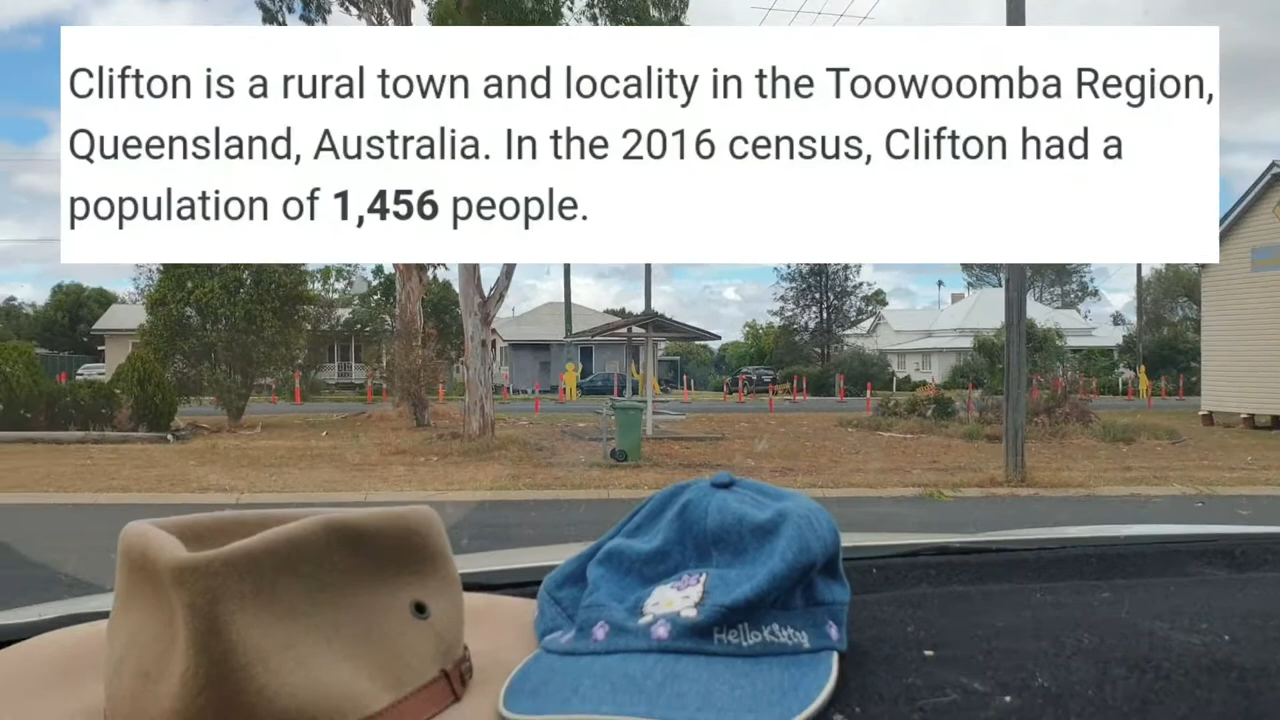 Clifton is a rural town and locality in the Toowoomba Region,
Queensland, Australia. In the 2016 census, Clifton had a
population of 1,456 people.
Hello Kitty